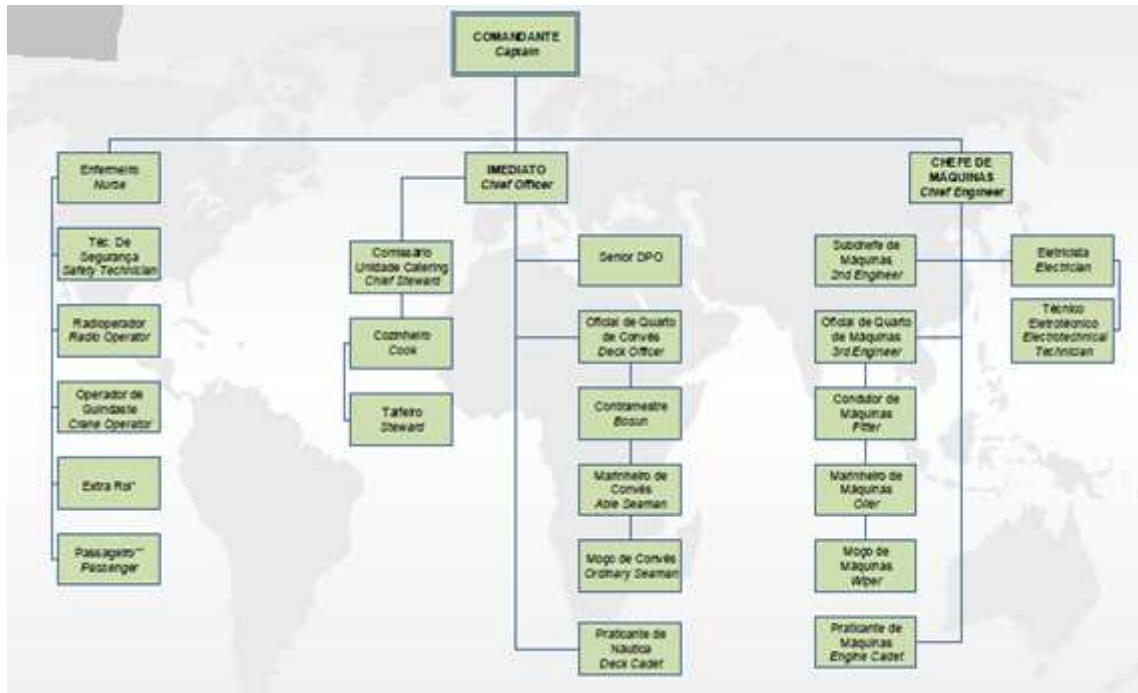 COMANDANTE
Captain
Enfermeiro
Nurse
Téc. De
Segurança
Safety Technician
Radioperador
Radio Operator
Operador de
Guindaste
Crane Operator
Extra Rol*
Passageiro**
Passenger
IMEDIATO
Chief Officer
Comissário
Unidade Catering
Chief Steward
Cozinheiro
Cook
Taifeiro
Steward
Senior DPO
Oficial de Quarto
de Convés
Deck Officer
Contramestre
Bosun
Marinheiro de
Convés
Able Seaman
Moço de Convés
Ordinary Seaman
Praticante de
Náutica
Deck Cadet
CHEFE DE
MÁQUINAS
Chief Engineer
Subchefe de
Máquinas
2nd Engineer
Oficial de Quarto
de Máquinas
3rd Engineer
Condutor de
Máquinas
Fitter
Marinheiro de
Máquinas
Oiler
Moço de
Máquinas
Wiper
Praticante de
Máquinas
Engine Cadet
Eletricista
Electrician
Técnico
Eletrotécnico
Electrotechnical
Technician